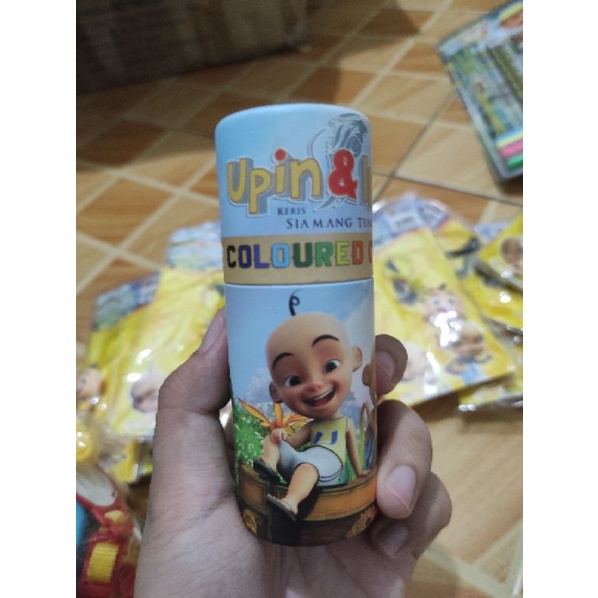 Upin &
KERIS
SIAMANG
COLOURED